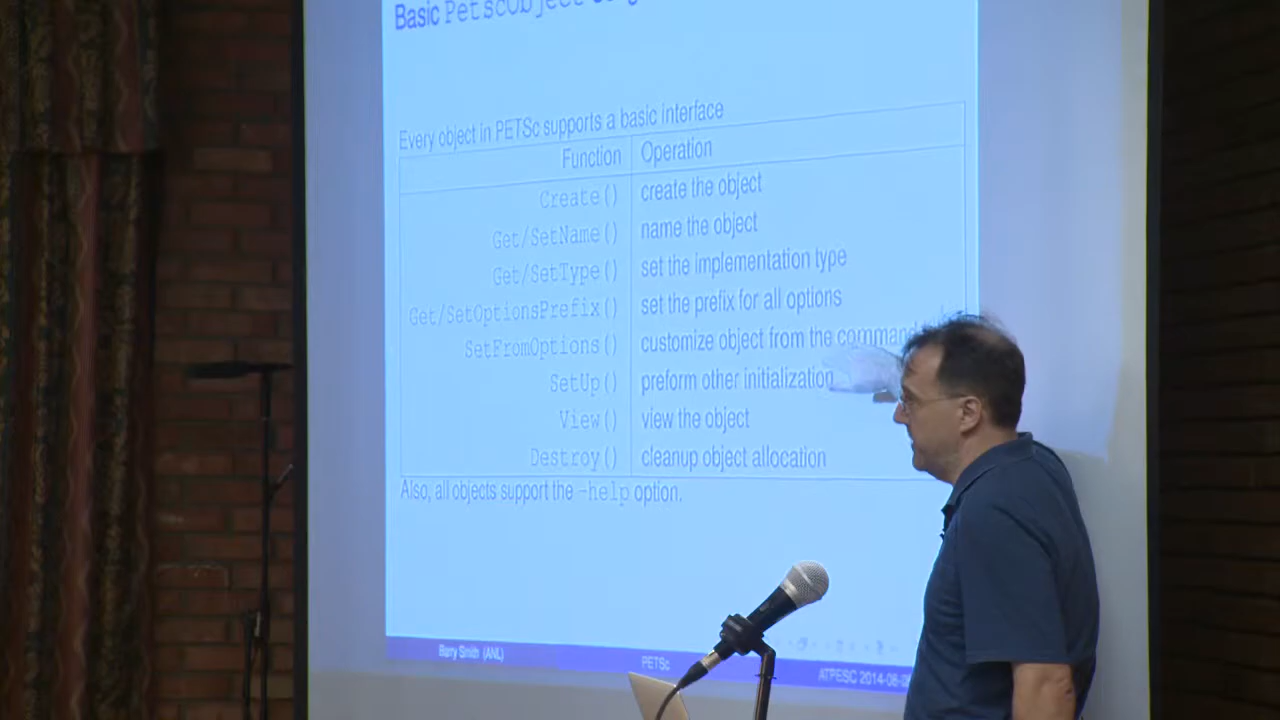 Basic PetscObject
Every object in PETSc supports a basic interface
Function Operation
Create() create the object
Get/SetName() name the object
Get/SetType() set the implementation type
Get/SetOptionsPrefix() set the prefix for all options
SetFromOptions() customize object from the command
SetUp() preform other initialization
View() view the object
Destroy() cleanup object allocation
Also, all objects support the -help option.
Barry Smith (ANL) PETSc ATPESC